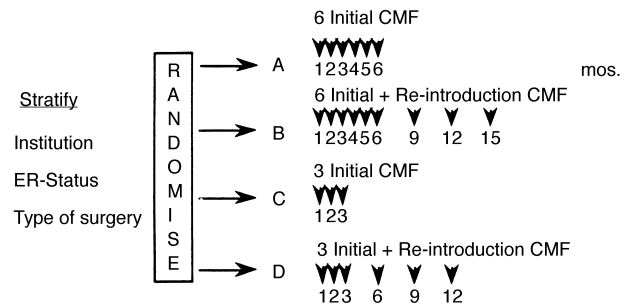 Stratify
Institution
ER-Status
Type of surgery
RANDOMISE
A
6 Initial CMF
123456
mos.
B
6 Initial + Re-introduction CMF
123456 9 12 15
C
3 Initial CMF
123
D
3 Initial + Re-introduction CMF
123 6 9 12